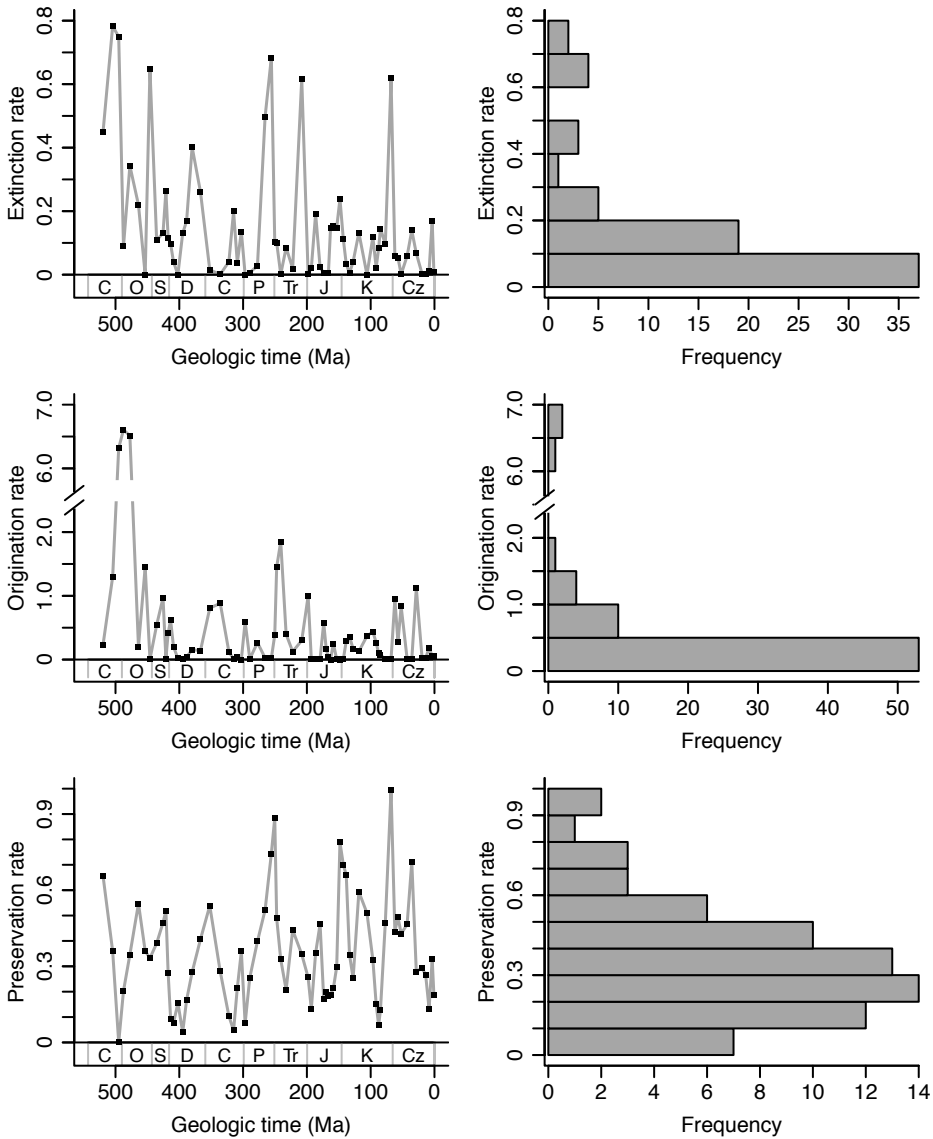 Extinction rate
0 0.2 0.4 0.6 0.8
C O S D C P Tr J K Cz
500 400 300 200 100 0
Geologic time (Ma)
Extinction rate
0 0.2 0.4 0.6 0.8
0 5 10 15 20 25 30 35
Frequency
Origination rate
0 1.0 2.0 6.0 7.0
C O S D C P Tr J K Cz
500 400 300 200 100 0
Geologic time (Ma)
Origination rate
0 1.0 2.0 6.0 7.0
0 10 20 30 40 50
Frequency
Preservation rate
0 0.3 0.6 0.9
C O S D C P Tr J K Cz
500 400 300 200 100 0
Geologic time (Ma)
Preservation rate
0 0.3 0.6 0.9
0 2 4 6 8 10 12 14
Frequency